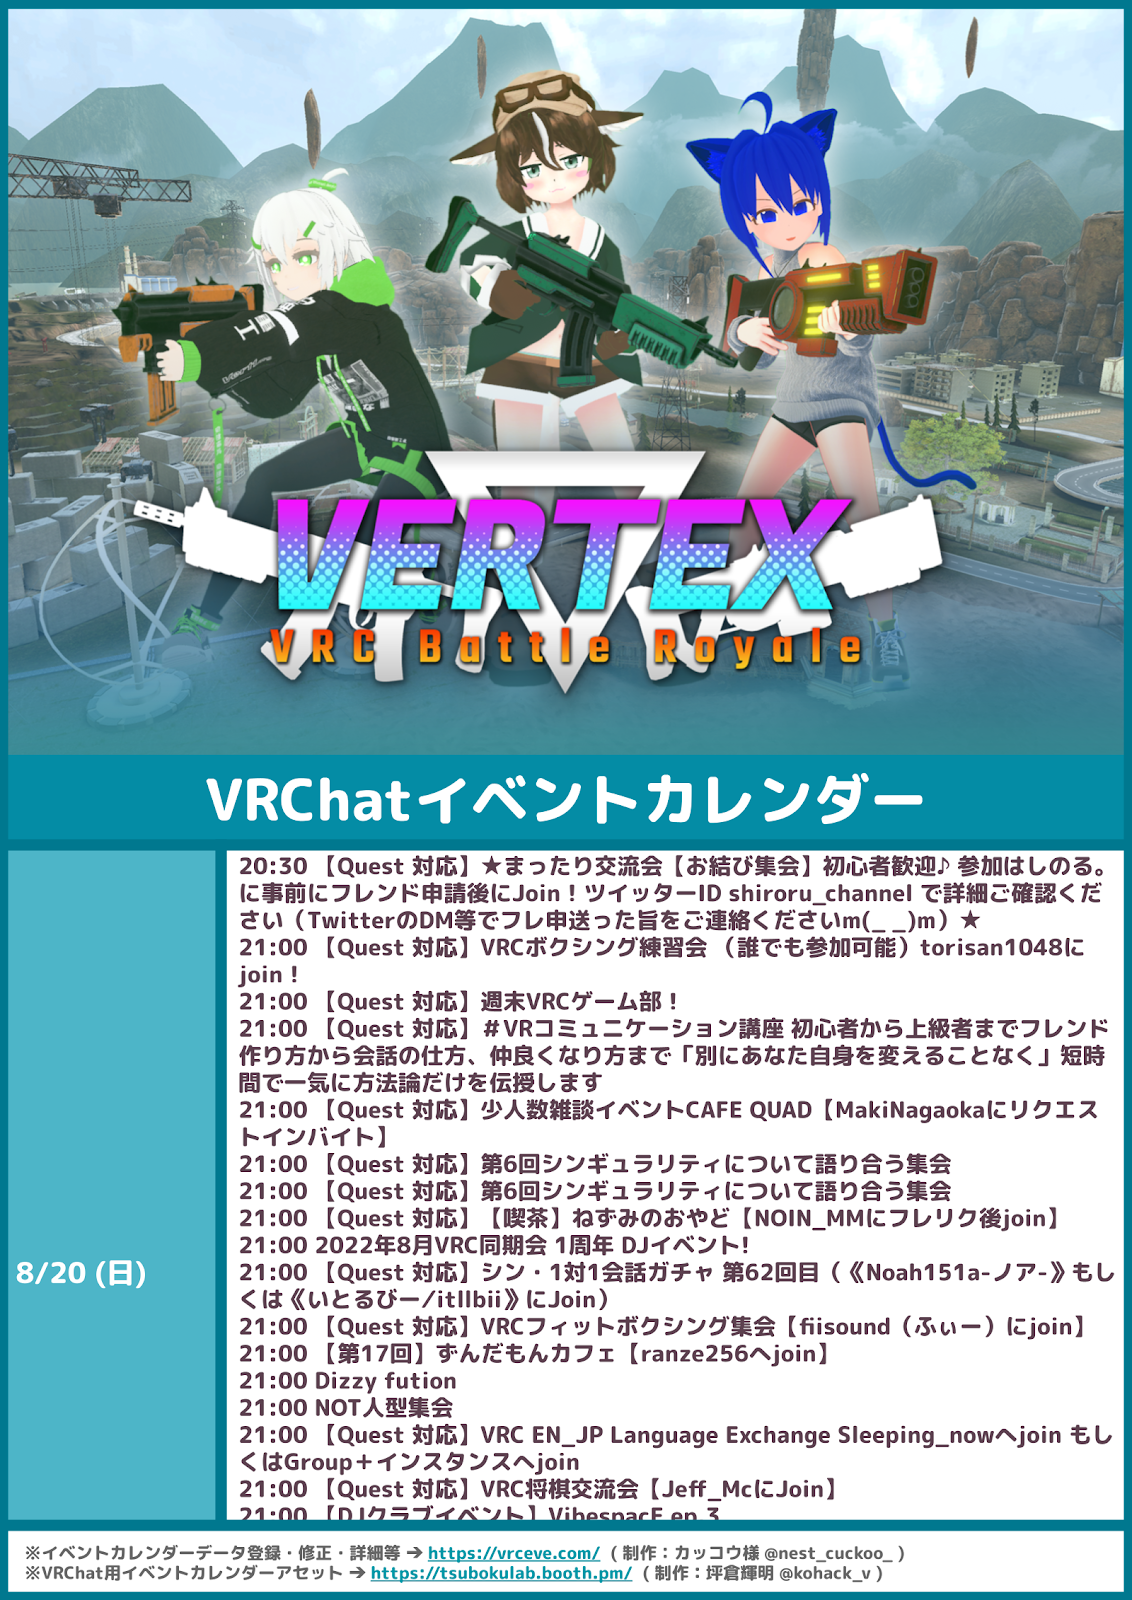 VERTEX
VRC Battle Royale
VRChatイベントカレンダー
8/20 (日)
20:30 【Quest 対応】★まったり交流会【お結び集会】初心者歓迎♪ 参加はしのる。
に事前にフレンド申請後にJoin！ツイッターID shiroru_channel で詳細ご確認くだ
さい（TwitterのDM等でフレ申送った旨をご連絡くださいm(_ _)m）★
21:00 【Quest 対応】VRCボクシング練習会 （誰でも参加可能）torisan1048に
join！
21:00 【Quest 対応】週末VRCゲーム部！
21:00 【Quest 対応】＃VRコミュニケーション講座 初心者から上級者までフレンド
作り方から会話の仕方、仲良くなり方まで「別にあなた自身を変えることなく」短時
間で一気に方法論だけを伝授します
21:00 【Quest 対応】少人数雑談イベントCAFE QUAD【MakiNagaokaにリクエス
トインバイト】
21:00 【Quest 対応】第6回シンギュラリティについて語り合う集会
21:00 【Quest 対応】第6回シンギュラリティについて語り合う集会
21:00 【Quest 対応】【喫茶】ねずみのおやど【NOIN_MMにフレリク後join】
21:00 2022年8月VRC同期会 1周年 DJイベント!
21:00 【Quest 対応】シン・1対1会話ガチャ 第62回目（《Noah151a-ノア-》もし
くは《いとるびー/itllbii》にJoin）
21:00 【Quest 対応】VRCフィットボクシング集会【fiisound（ふぃー）にjoin】
21:00 【第17回】ずんだもんカフェ【ranze256へjoin】
21:00 Dizzy fution
21:00 NOT人型集会
21:00 【Quest 対応】VRC EN_JP Language Exchange Sleeping_nowへjoin もし
くはGroup＋インスタンスへjoin
21:00 【Quest 対応】VRC将棋交流会【Jeff_McにJoin】
21:00 【DJクラブイベント】VibespacE ep.3
※イベントカレンダーデータ登録・修正・詳細等 ➔ https://vrceve.com/ （ 制作：カッコウ様 @nest_cuckoo_ ）
※VRChat用イベントカレンダーアセット ➔ https://tsubokulab.booth.pm/ （ 制作：坪倉輝明 @kohack_v ）